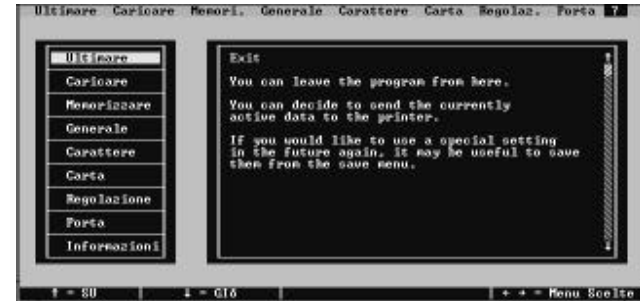 Ultimare Caricare Memori. Generale Carattere Carta Regolaz. Porta ?
Ultimare
Caricare
Memorizzare
Generale
Carattere
Carta
Regolazione
Porta
Informazioni
Exit
You can leave the program from here.
You can decide to send the currently
active data to the printer.
If you would like to use a special setting
in the future again, it may be useful to save
them from the save menu.
↑ = SU ↓ = GIÙ ← → = Menu Scelte